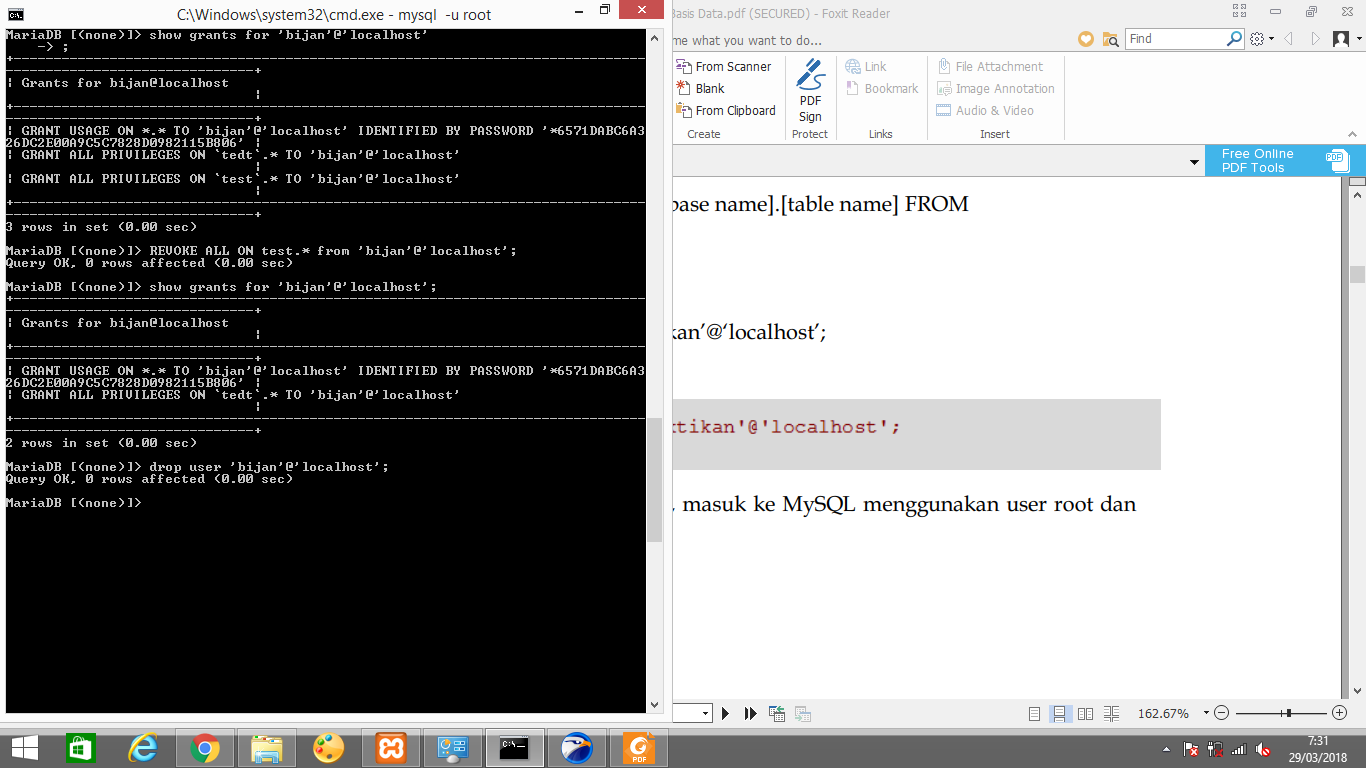 C:\Windows\system32\cmd.exe - mysql  -u root
MariaDB [(none)]> show grants for 'bijan'@'localhost'
    -> ;
+--------------------------------------------------------------------------------
-------------------------------+
| Grants for bijan@localhost
                               |
+--------------------------------------------------------------------------------
-------------------------------+
| GRANT USAGE ON *.* TO 'bijan'@'localhost' IDENTIFIED BY PASSWORD '*6571DABC6A3
26DC2E00A9C5C7828D0982115B806' |
| GRANT ALL PRIVILEGES ON `tedt`.* TO 'bijan'@'localhost'
                               |
| GRANT ALL PRIVILEGES ON `test`.* TO 'bijan'@'localhost'
                               |
+--------------------------------------------------------------------------------
-------------------------------+
3 rows in set (0.00 sec)
MariaDB [(none)]> REVOKE ALL ON test.* from 'bijan'@'localhost';
Query OK, 0 rows affected (0.00 sec)
MariaDB [(none)]> show grants for 'bijan'@'localhost';
+--------------------------------------------------------------------------------
-------------------------------+
| Grants for bijan@localhost
                               |
+--------------------------------------------------------------------------------
-------------------------------+
| GRANT USAGE ON *.* TO 'bijan'@'localhost' IDENTIFIED BY PASSWORD '*6571DABC6A3
26DC2E00A9C5C7828D0982115B806' |
| GRANT ALL PRIVILEGES ON `tedt`.* TO 'bijan'@'localhost'
                               |
+--------------------------------------------------------------------------------
-------------------------------+
2 rows in set (0.00 sec)
MariaDB [(none)]> drop user 'bijan'@'localhost';
Query OK, 0 rows affected (0.00 sec)
MariaDB [(none)]>
Basis Data.pdf (SECURED) - Foxit Reader
me what you want to do...
Find
From Scanner
Blank
From Clipboard
Create
PDF
Sign
Protect
Link
Bookmark
Links
File Attachment
Image Annotation
Audio & Video
Insert
Free Online
PDF Tools
PDF
base name].[table name] FROM
kan'@'localhost';
ktikan'@'localhost';
, masuk ke MySQL menggunakan user root dan
162.67%
PDF
7:31
29/03/2018